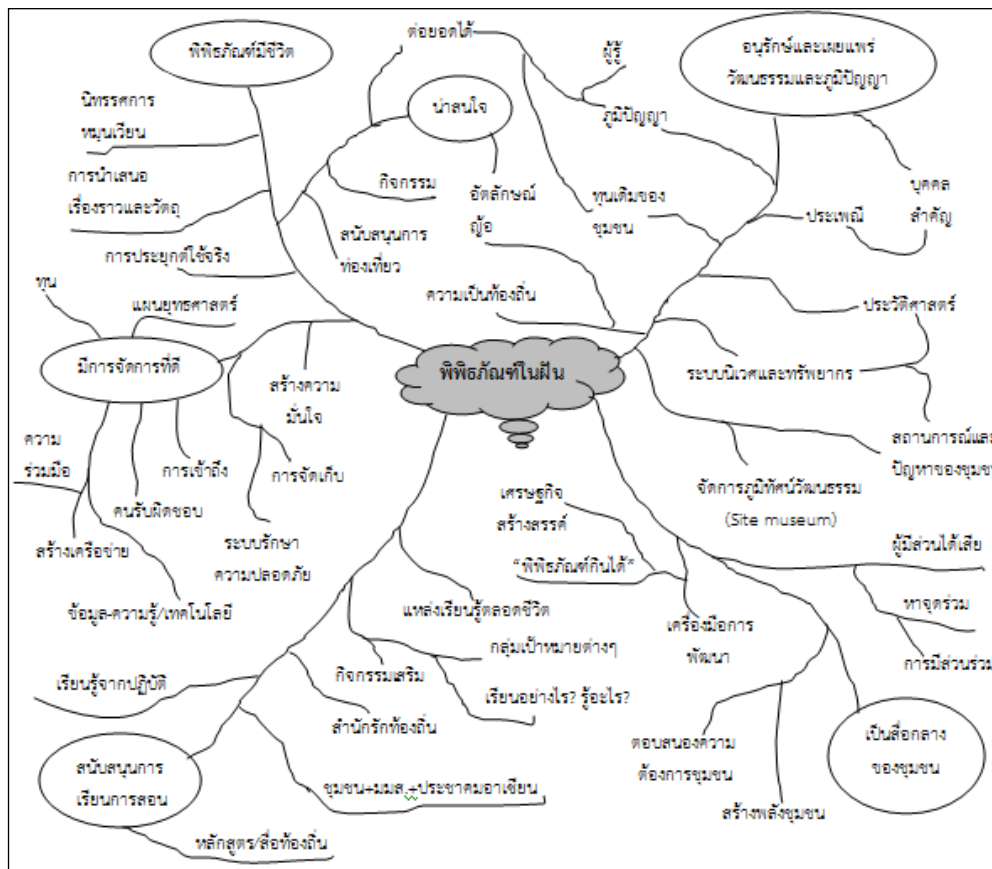 พิพิธภัณฑ์มีชีวิต
ต่อยอดได้
ผู้รู้
อนุรักษ์และเผยแพร่
วัฒนธรรมและภูมิปัญญา
นิทรรศการ
หมุนเวียน
น่าสนใจ
ภูมิปัญญา
การนำเสนอ
เรื่องราวและวัตถุ
กิจกรรม
อัตลักษณ์
ญ้อ
ทุนเดิมของ
ชุมชน
บุคคล
สำคัญ
ประเพณี
สนับสนุนการ
ท่องเที่ยว
การประยุกต์ใช้จริง
ทุน
แผนยุทธศาสตร์
ความเป็นท้องถิ่น
ประวัติศาสตร์
มีการจัดการที่ดี
สร้างความ
มั่นใจ
พิพิธภัณฑ์ในฝัน
ระบบนิเวศและทรัพยากร
ความ
ร่วมมือ
การเข้าถึง
การจัดเก็บ
สถานการณ์และ
ปัญหาของชุมชน
คนรับผิดชอบ
เศรษฐกิจ
สร้างสรรค์
จัดการภูมิทัศน์วัฒนธรรม
(Site museum)
สร้างเครือข่าย
ระบบรักษา
ความปลอดภัย
“พิพิธภัณฑ์กินได้”
ผู้มีส่วนได้เสีย
ข้อมูล-ความรู้/เทคโนโลยี
แหล่งเรียนรู้ตลอดชีวิต
เครื่องมือการ
พัฒนา
หาจุดร่วม
กลุ่มเป้าหมายต่างๆ
การมีส่วนร่วม
เรียนรู้จากปฏิบัติ
กิจกรรมเสริม
เรียนอย่างไร? รู้อะไร?
สำนักรักท้องถิ่น
ตอบสนองความ
ต้องการชุมชน
เป็นสื่อกลาง
ของชุมชน
สนับสนุนการ
เรียนการสอน
ชุมชน+มมส.+ประชาคมอาเซียน
สร้างพลังชุมชน
หลักสูตร/สื่อท้องถิ่น